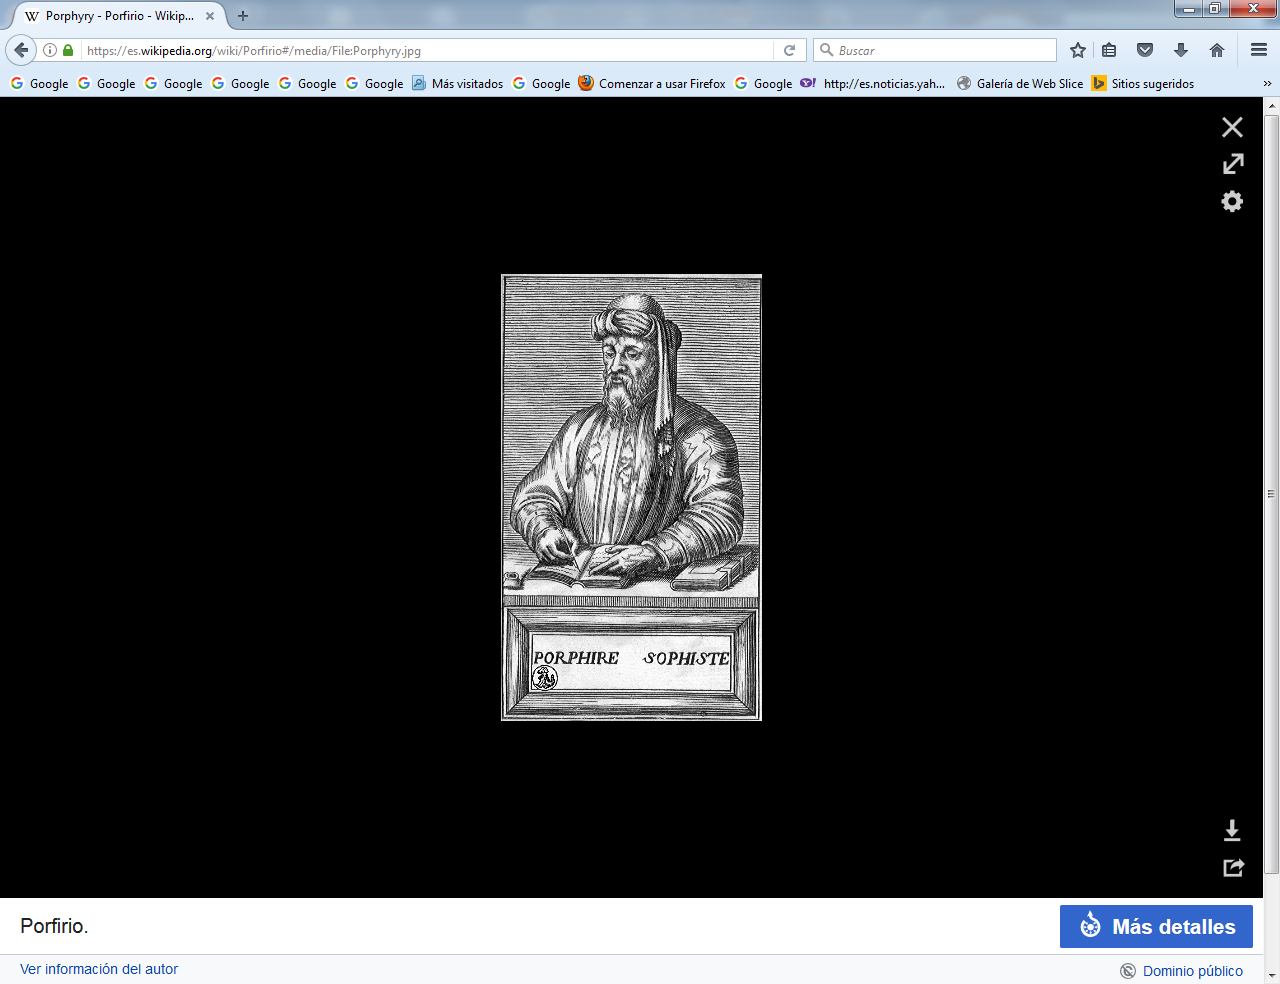 Porphyry - Porfirio - Wikip...
https://es.wikipedia.org/wiki/Porfirio#/media/File:Porphyry.jpg
Buscar
Google Google Google Google Google Google Más visitados Google Comenzar a usar Firefox Google http://es.noticias.yah... Galería de Web Slice Sitios sugeridos
PORPHIRE SOPHISTE
Porfirio.
Más detalles
Ver información del autor
Dominio público